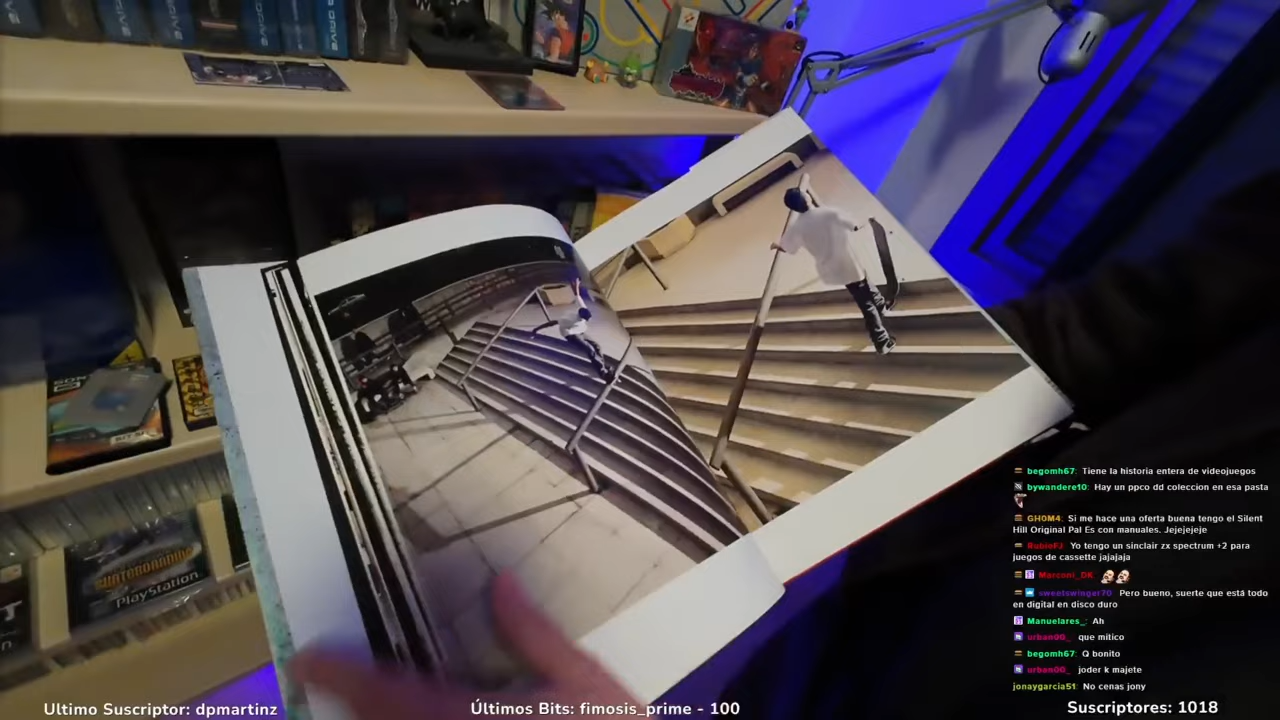 SKATEBOARDING
PlayStation
begomh67: Tiene la historia entera de videojuegos
bywandere10: Hay un ppco dd coleccion en esa pasta
GH0M4: Si me hace una oferta buena tengo el Silent
Hill Original Pal Es con manuales. Jejejejeje
RubioFJ: Yo tengo un sinclair zx spectrum +2 para
juegos de cassette jajajaja
Marconi_DK
sweetswinger70 Pero bueno, suerte que está todo
en digital en disco duro
Manuelares_: Ah
urban00_ que mítico
begomh67: Q bonito
urban00_ joder k majete
jonaygarcia51: No cenas jony
Ultimo Suscriptor: dpmartinz
Últimos Bits: fimosis_prime - 100
Suscriptores: 1018